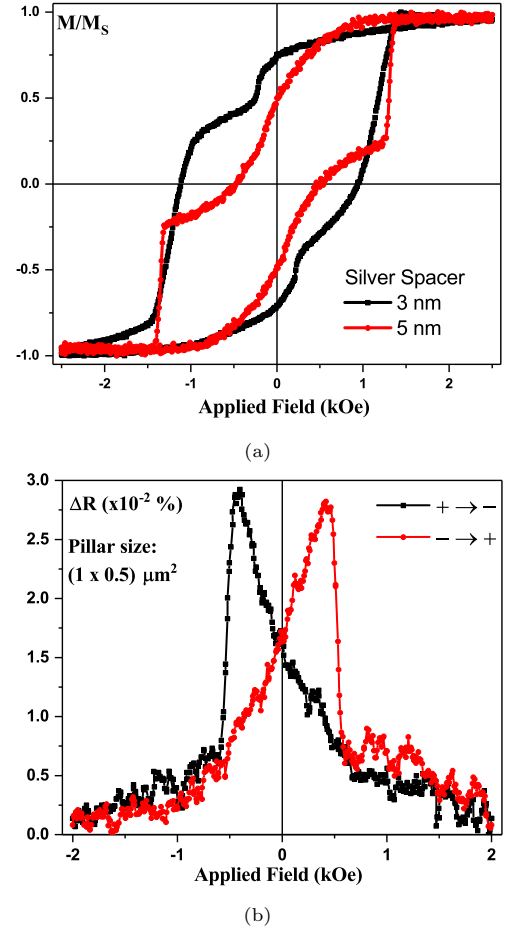 M/M_S
1.0
0.5
0.0
-0.5
-1.0
Silver Spacer
3 nm
5 nm
-2 -1 0 1 2
Applied Field (kOe)
(a)
3.0
2.5
2.0
1.5
1.0
0.5
0.0
ΔR (x10⁻² %)
Pillar size:
(1 x 0.5) μm²
+ → −
− → +
-2 -1 0 1 2
Applied Field (kOe)
(b)